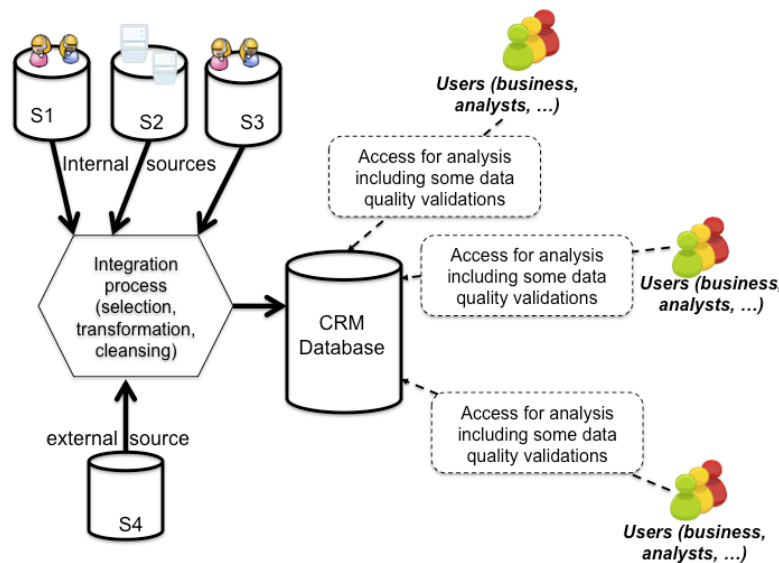 S1
S2
S3
Internal sources
Integration
process
(selection,
transformation,
cleansing)
external source
S4
CRM
Database
Users (business,
analysts, ...)
Access for analysis
including some data
quality validations
Access for analysis
including some data
quality validations
Users (business,
analysts, ...)
Access for analysis
including some data
quality validations
Users (business,
analysts, ...)